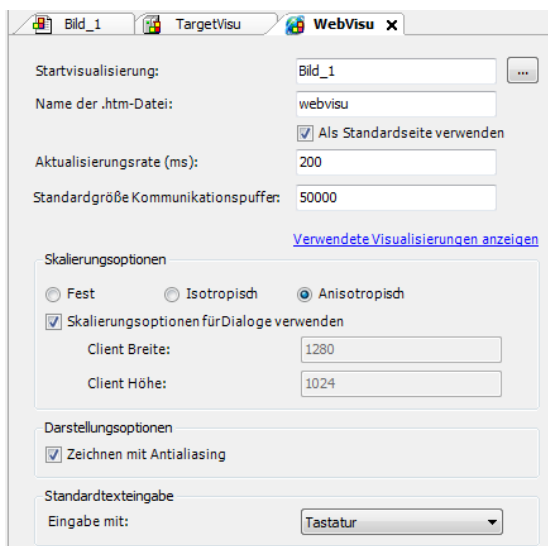 Bild_1 TargetVisu WebVisu X
Startvisualisierung: Bild_1 ...
Name der .htm-Datei: webvisu
Als Standardseite verwenden
Aktualisierungsrate (ms): 200
Standardgröße Kommunikationspuffer: 50000
Verwendete Visualisierungen anzeigen
Skalierungsoptionen
Fest Isotropisch Anisotropisch
Skalierungsoptionen für Dialoge verwenden
Client Breite: 1280
Client Höhe: 1024
Darstellungsoptionen
Zeichnen mit Antialiasing
Standardtexteingabe
Eingabe mit: Tastatur